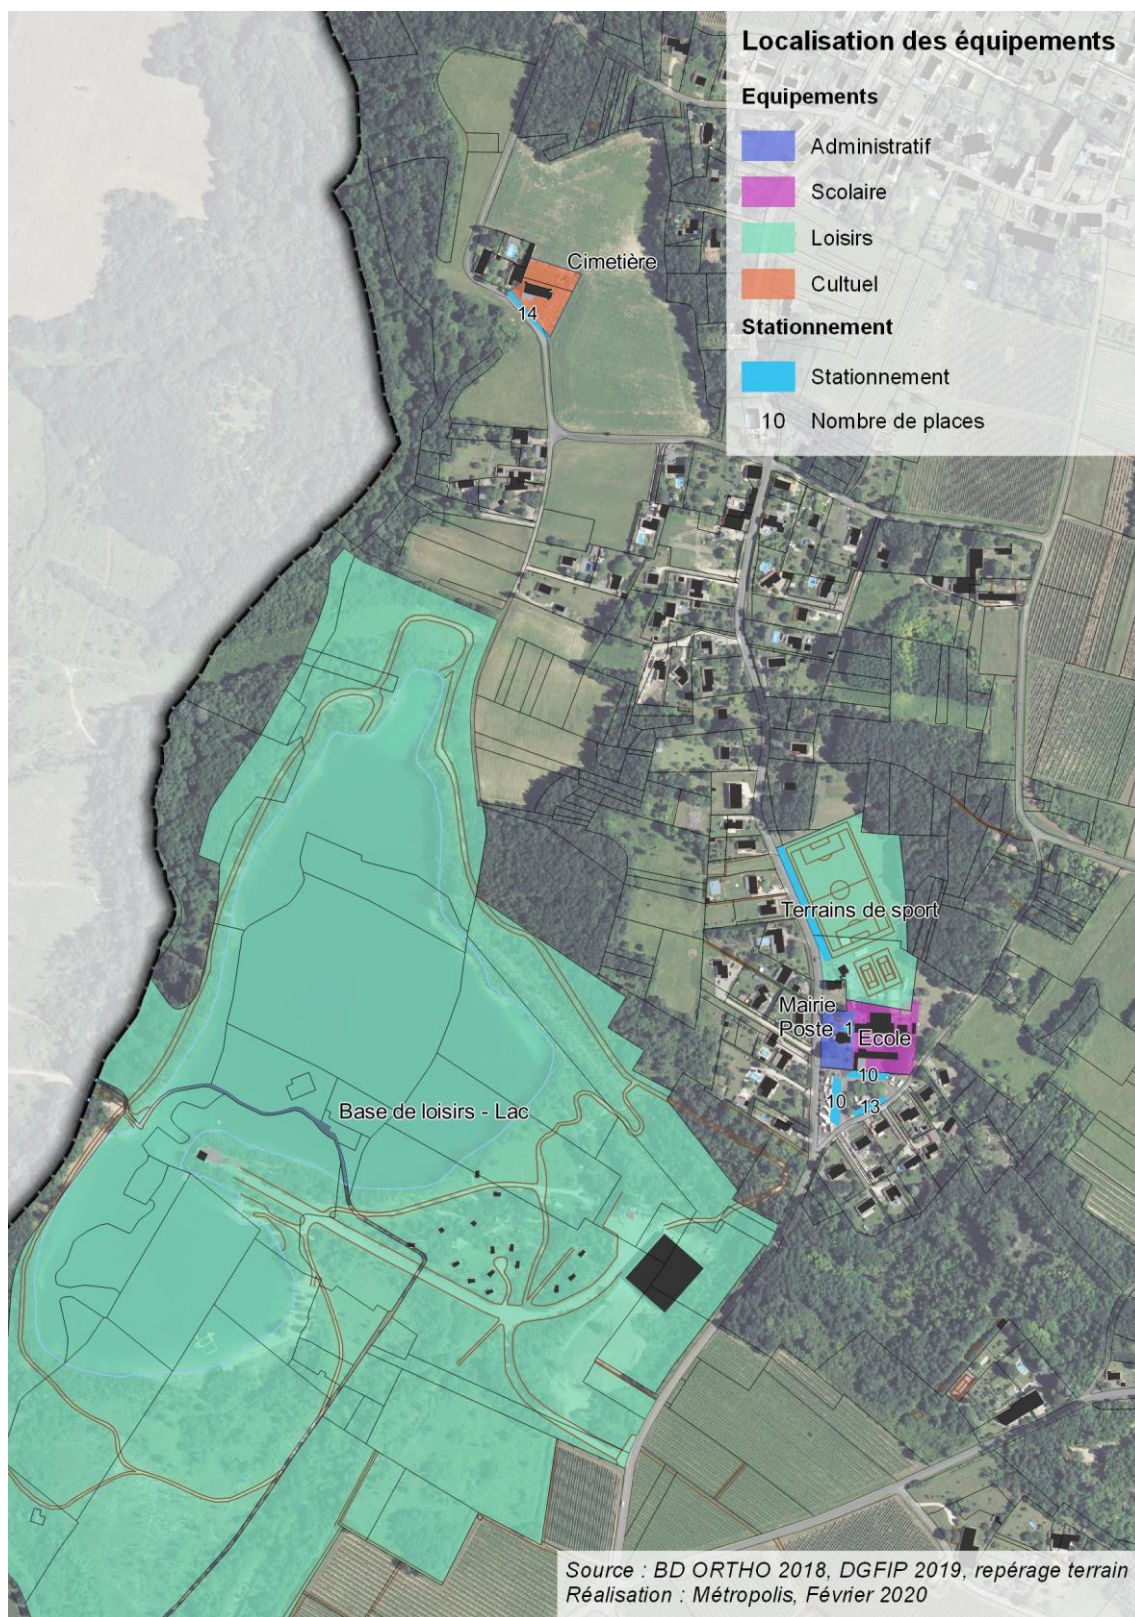 Localisation des équipements
Equipements
Administratif
Scolaire
Loisirs
Cultuel
Stationnement
Stationnement
10 Nombre de places
Cimetière
14
Terrains de sport
Mairie
Poste 1
Ecole
10
10
13
Base de loisirs - Lac
Source : BD ORTHO 2018, DGFIP 2019, repérage terrain
Réalisation : Métropolis, Février 2020